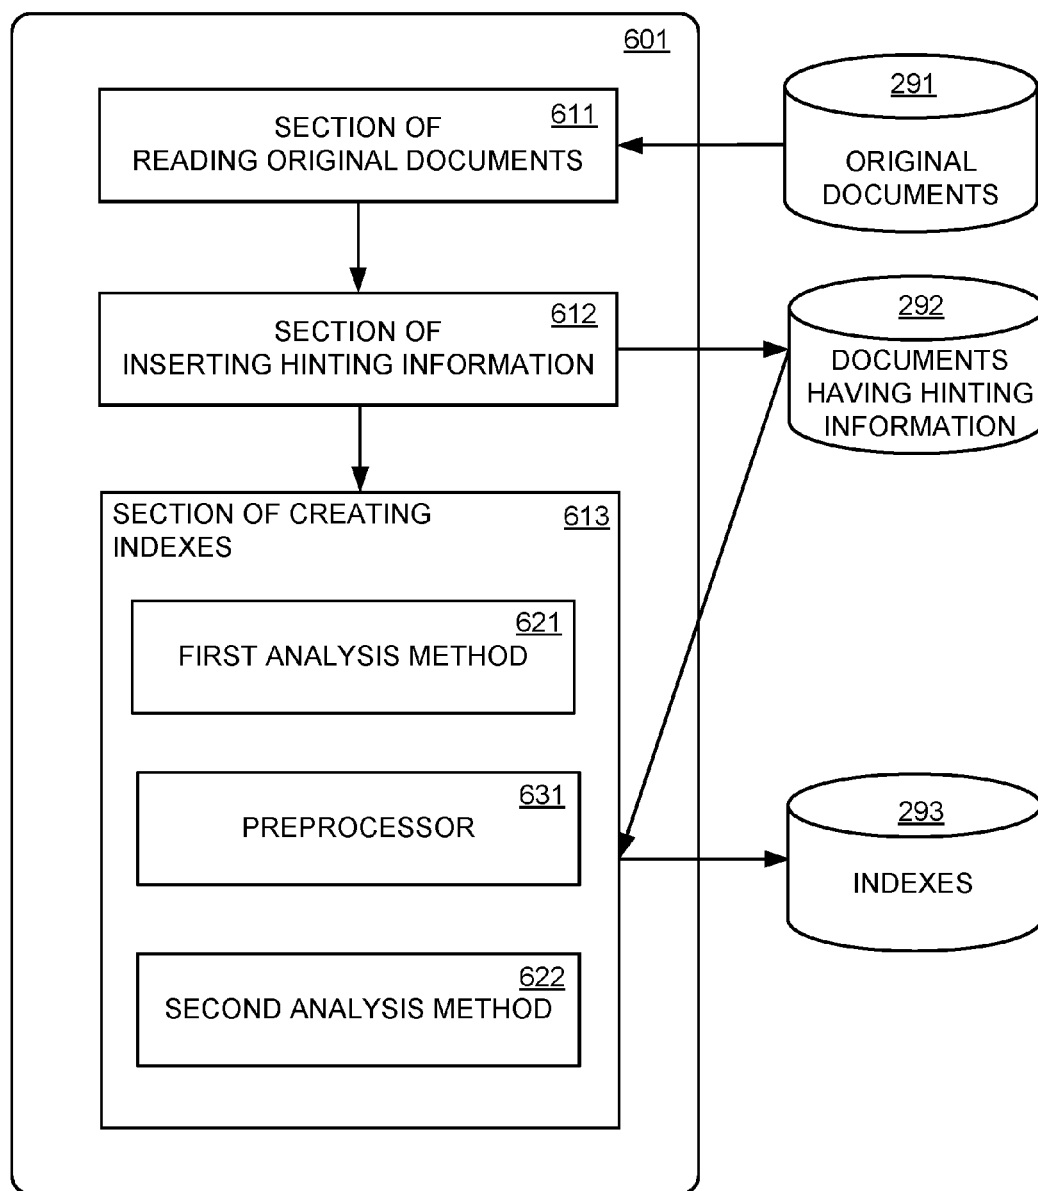 601
611
SECTION OF
READING ORIGINAL DOCUMENTS
291
ORIGINAL
DOCUMENTS
612
SECTION OF
INSERTING HINTING INFORMATION
292
DOCUMENTS
HAVING HINTING
INFORMATION
SECTION OF CREATING
INDEXES
613
621
FIRST ANALYSIS METHOD
631
PREPROCESSOR
293
INDEXES
622
SECOND ANALYSIS METHOD